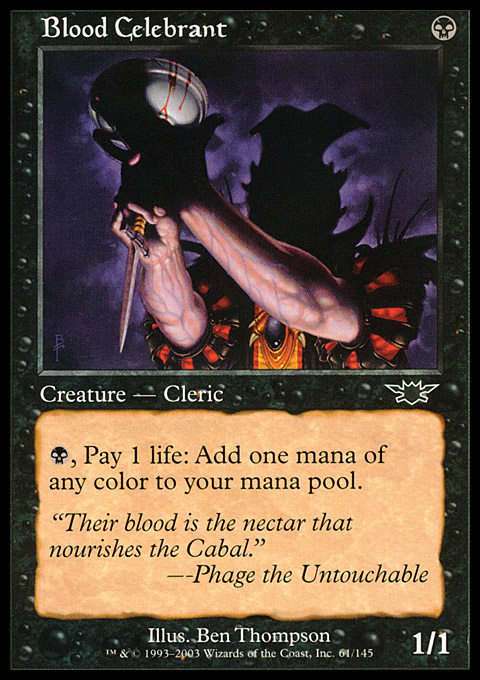 Blood Celebrant
Creature — Cleric
, Pay 1 life: Add one mana of
any color to your mana pool.
“Their blood is the nectar that
nourishes the Cabal.”
—-Phage the Untouchable
Illus. Ben Thompson
™ & © 1993-2003 Wizards of the Coast, Inc. 61/145
1/1